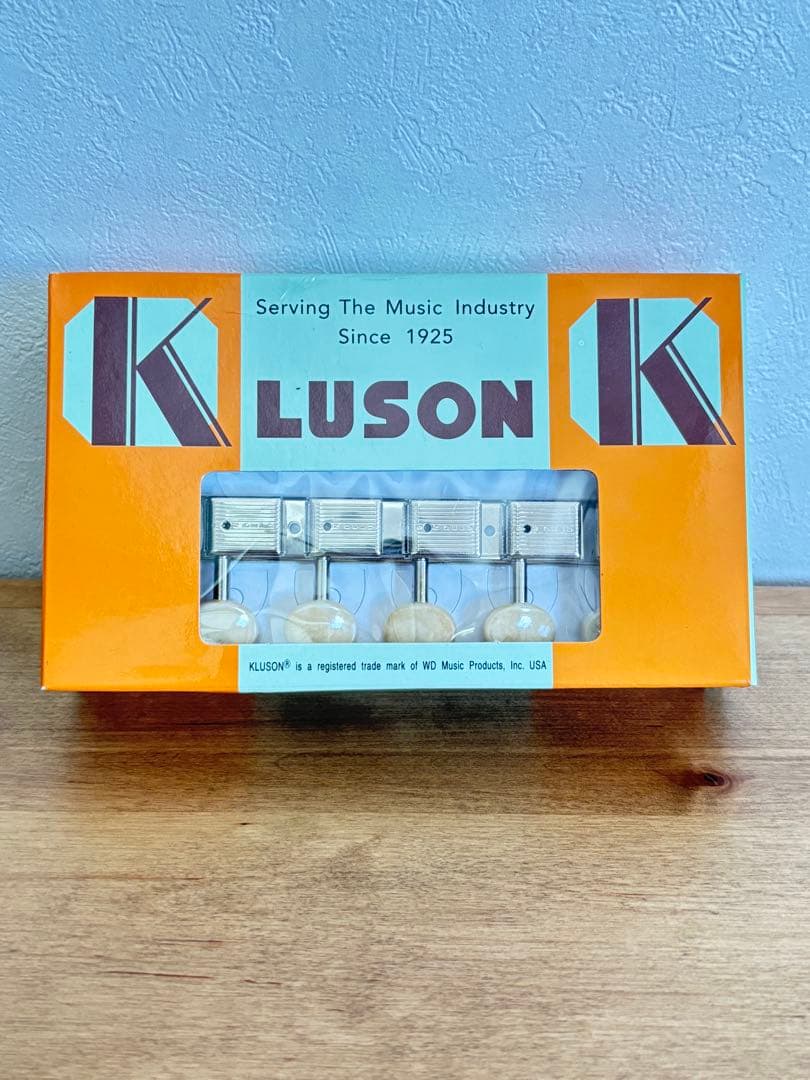 K
Serving The Music Industry
Since 1925
KLUSON
K
KLUSON® is a registered trade mark of WD Music Products, Inc. USA